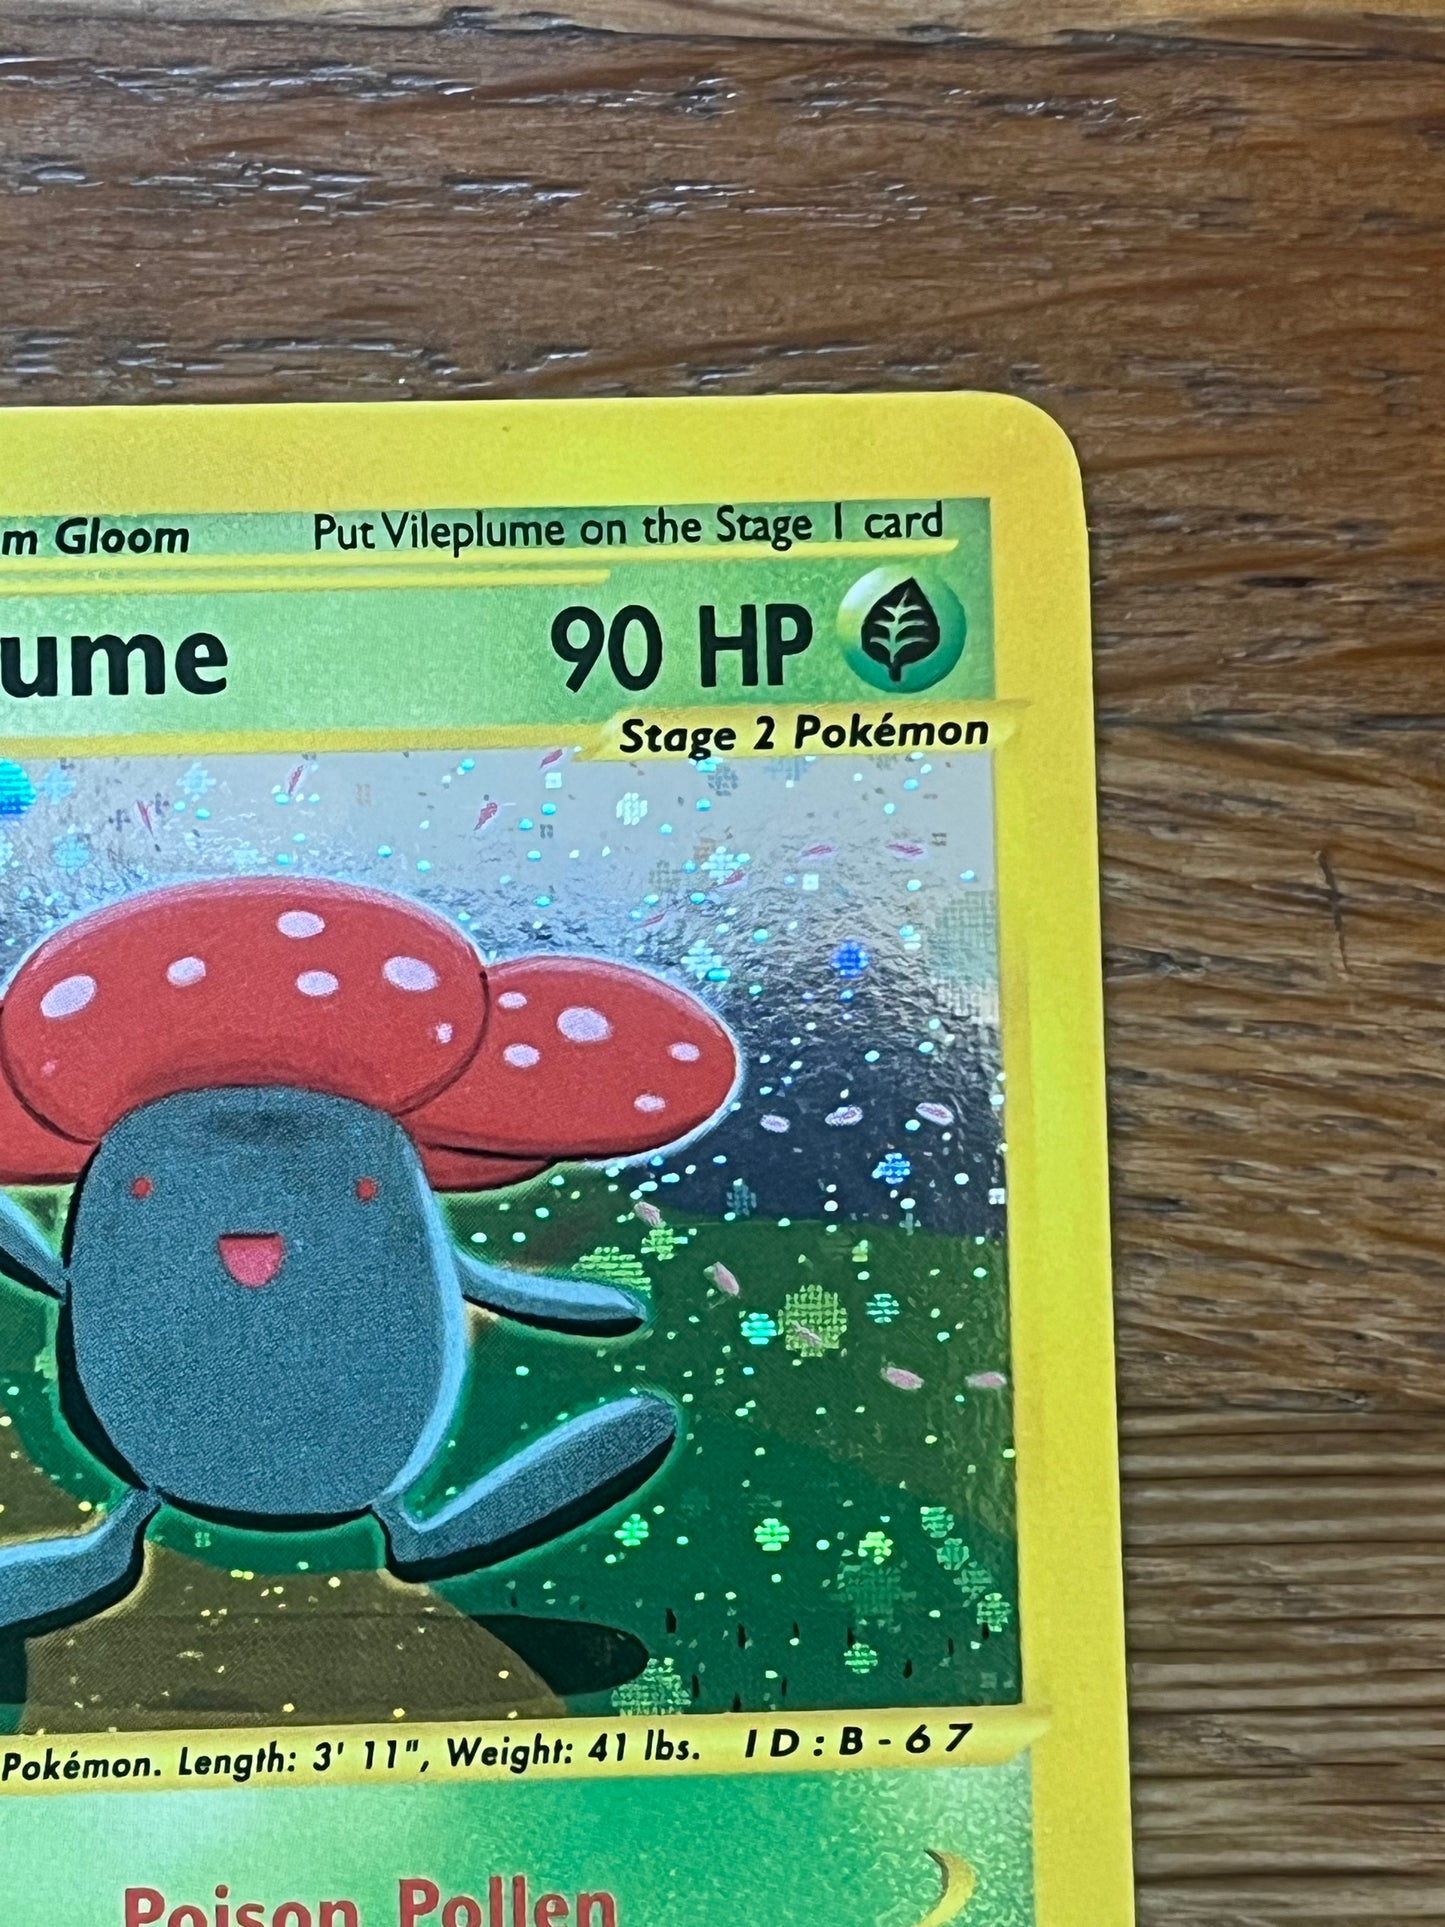 m Gloom Put Vileplume on the Stage 1 card
ume 90 HP
Stage 2 Pokémon
Pokémon. Length: 3' 11", Weight: 41 lbs. ID:B-67
Poison Pollen